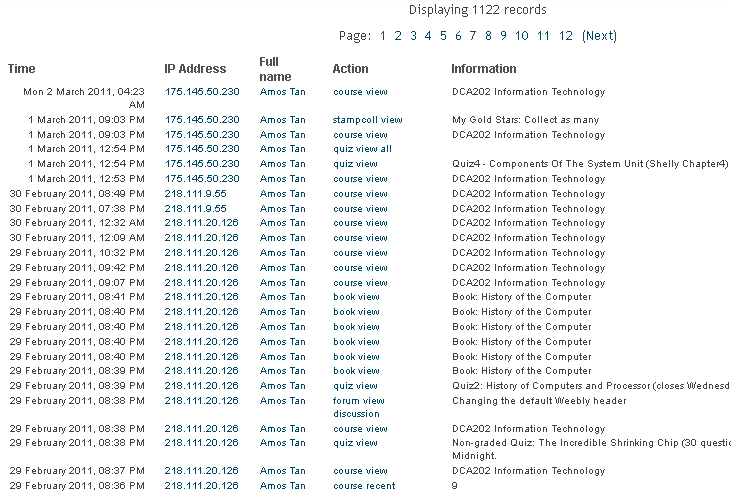 Displaying 1122 records
Page: 1 2 3 4 5 6 7 8 9 10 11 12 (Next)
Time IP Address Full name Action Information
Mon 2 March 2011, 04:23 AM 175.145.50.230 Amos Tan course view DCA202 Information Technology
1 March 2011, 09:03 PM 175.145.50.230 Amos Tan stampcoll view My Gold Stars: Collect as many
1 March 2011, 09:03 PM 175.145.50.230 Amos Tan course view DCA202 Information Technology
1 March 2011, 12:54 PM 175.145.50.230 Amos Tan quiz view all
1 March 2011, 12:54 PM 175.145.50.230 Amos Tan quiz view Quiz4 - Components Of The System Unit (Shelly Chapter4)
1 March 2011, 12:53 PM 175.145.50.230 Amos Tan course view DCA202 Information Technology
30 February 2011, 08:49 PM 218.111.9.55 Amos Tan course view DCA202 Information Technology
30 February 2011, 07:38 PM 218.111.9.55 Amos Tan course view DCA202 Information Technology
30 February 2011, 12:32 AM 218.111.20.126 Amos Tan course view DCA202 Information Technology
30 February 2011, 12:09 AM 218.111.20.126 Amos Tan course view DCA202 Information Technology
29 February 2011, 10:32 PM 218.111.20.126 Amos Tan course view DCA202 Information Technology
29 February 2011, 09:42 PM 218.111.20.126 Amos Tan course view DCA202 Information Technology
29 February 2011, 09:07 PM 218.111.20.126 Amos Tan course view DCA202 Information Technology
29 February 2011, 08:41 PM 218.111.20.126 Amos Tan book view Book: History of the Computer
29 February 2011, 08:40 PM 218.111.20.126 Amos Tan book view Book: History of the Computer
29 February 2011, 08:40 PM 218.111.20.126 Amos Tan book view Book: History of the Computer
29 February 2011, 08:40 PM 218.111.20.126 Amos Tan book view Book: History of the Computer
29 February 2011, 08:40 PM 218.111.20.126 Amos Tan book view Book: History of the Computer
29 February 2011, 08:39 PM 218.111.20.126 Amos Tan book view Book: History of the Computer
29 February 2011, 08:39 PM 218.111.20.126 Amos Tan quiz view Quiz2: History of Computers and Processor (closes Wednesd
29 February 2011, 08:38 PM 218.111.20.126 Amos Tan forum view discussion Changing the default Weebly header
29 February 2011, 08:38 PM 218.111.20.126 Amos Tan course view DCA202 Information Technology
29 February 2011, 08:38 PM 218.111.20.126 Amos Tan quiz view Non-graded Quiz: The Incredible Shrinking Chip (30 questic
Midnight.
29 February 2011, 08:37 PM 218.111.20.126 Amos Tan course view DCA202 Information Technology
29 February 2011, 08:36 PM 218.111.20.126 Amos Tan course recent 9